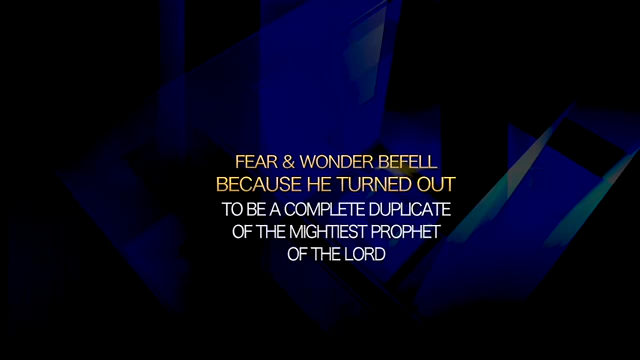 FEAR & WONDER BEFELL
BECAUSE HE TURNED OUT
TO BE A COMPLETE DUPLICATE
OF THE MIGHTIEST PROPHET
OF THE LORD